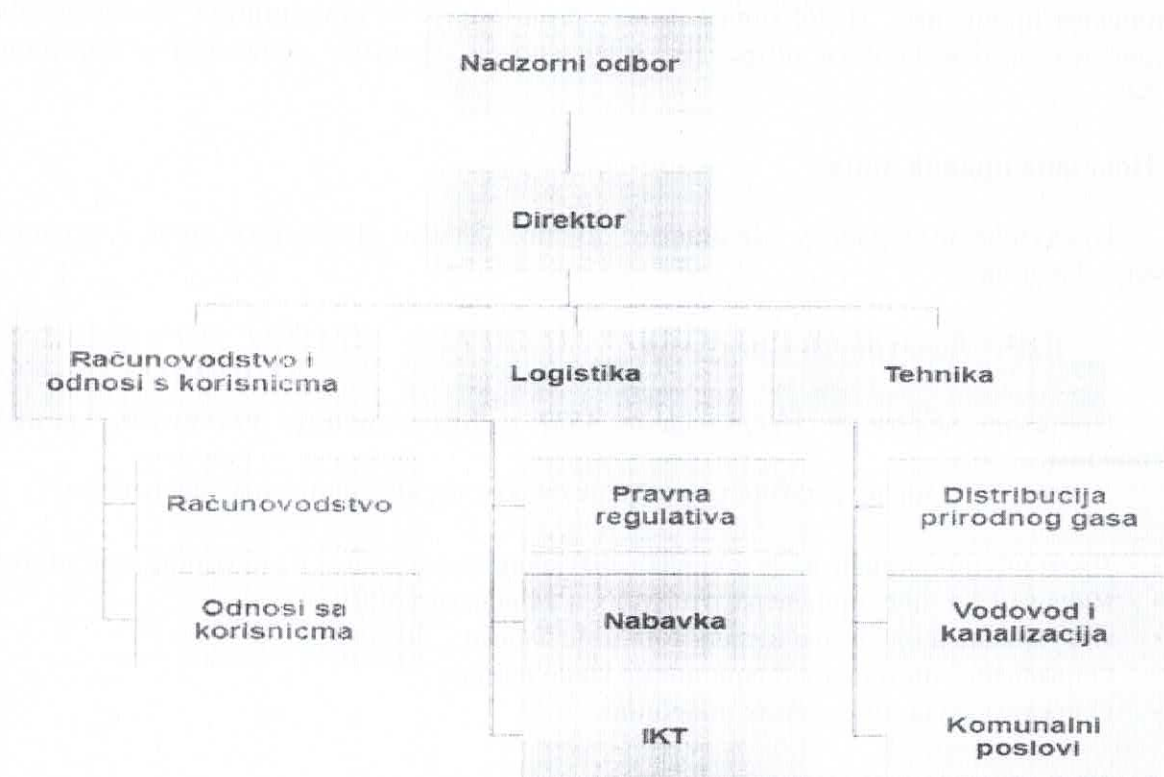 Nadzorni odbor
Direktor
Računovodstvo i
odnosi s korisnicma
Logistika
Tehnika
Računovodstvo
Odnosi sa
korisnicma
Pravna
regulativa
Nabavka
IKT
Distribucija
prirodnog gasa
Vodovod i
kanalizacija
Komunalni
poslovi